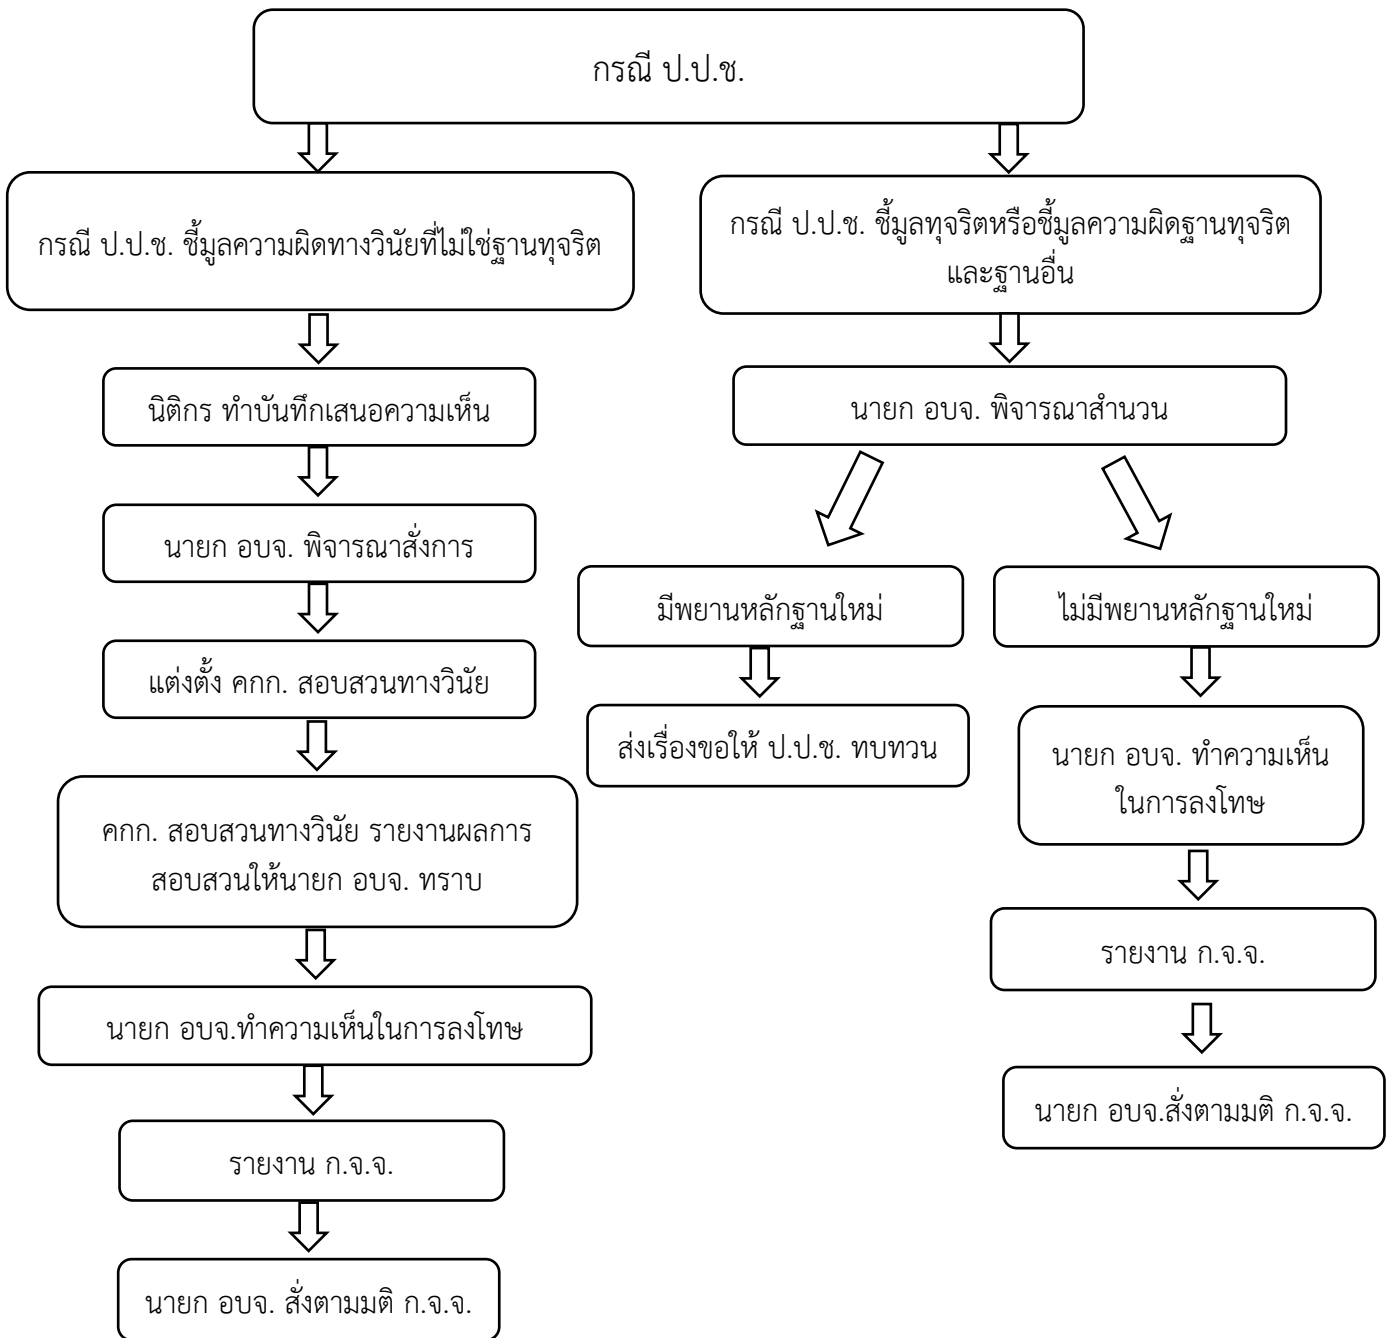 กรณี ป.ป.ช.
กรณี ป.ป.ช. ชี้มูลความผิดทางวินัยที่ไม่ใช่ฐานทุจริต
นิติกร ทำบันทึกเสนอความเห็น
นายก อบจ. พิจารณาสั่งการ
แต่งตั้ง คกก. สอบสวนทางวินัย
คกก. สอบสวนทางวินัย รายงานผลการ
สอบสวนให้นายก อบจ. ทราบ
นายก อบจ.ทำความเห็นในการลงโทษ
รายงาน ก.จ.จ.
นายก อบจ. สั่งตามมติ ก.จ.จ.
กรณี ป.ป.ช. ชี้มูลทุจริตหรือชี้มูลความผิดฐานทุจริต
และฐานอื่น
นายก อบจ. พิจารณาสำนวน
มีพยานหลักฐานใหม่
ส่งเรื่องขอให้ ป.ป.ช. ทบทวน
ไม่มีพยานหลักฐานใหม่
นายก อบจ. ทำความเห็น
ในการลงโทษ
รายงาน ก.จ.จ.
นายก อบจ.สั่งตามมติ ก.จ.จ.